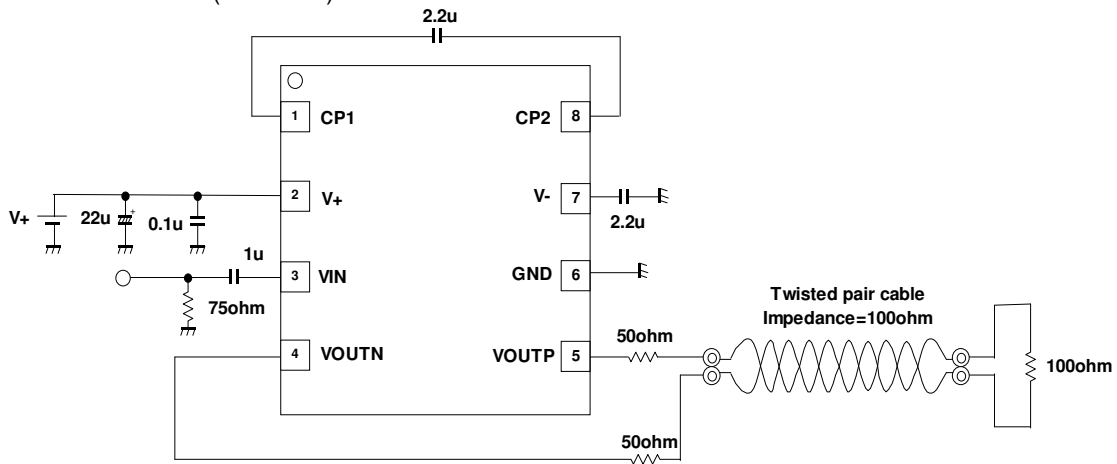 2.2u
1 CP1
CP2 8
2 V+
V- 7
V+
22u
+
0.1u
2.2u
1u
3 VIN
GND 6
75ohm
Twisted pair cable
Impedance=100ohm
4 VOUTN
VOUTP 5
50ohm
100ohm
50ohm